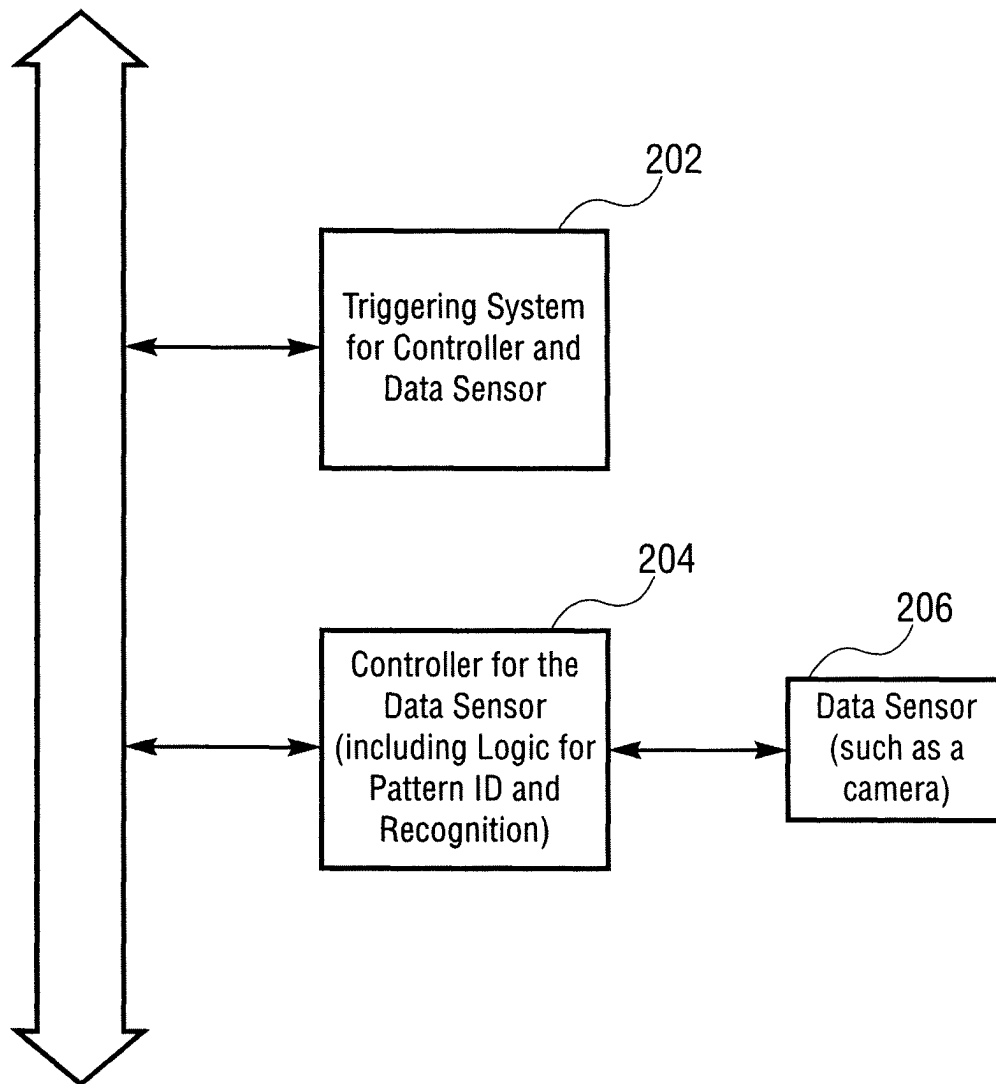 202
Triggering System
for Controller and
Data Sensor
204
Controller for the
Data Sensor
(including Logic for
Pattern ID and
Recognition)
206
Data Sensor
(such as a
camera)